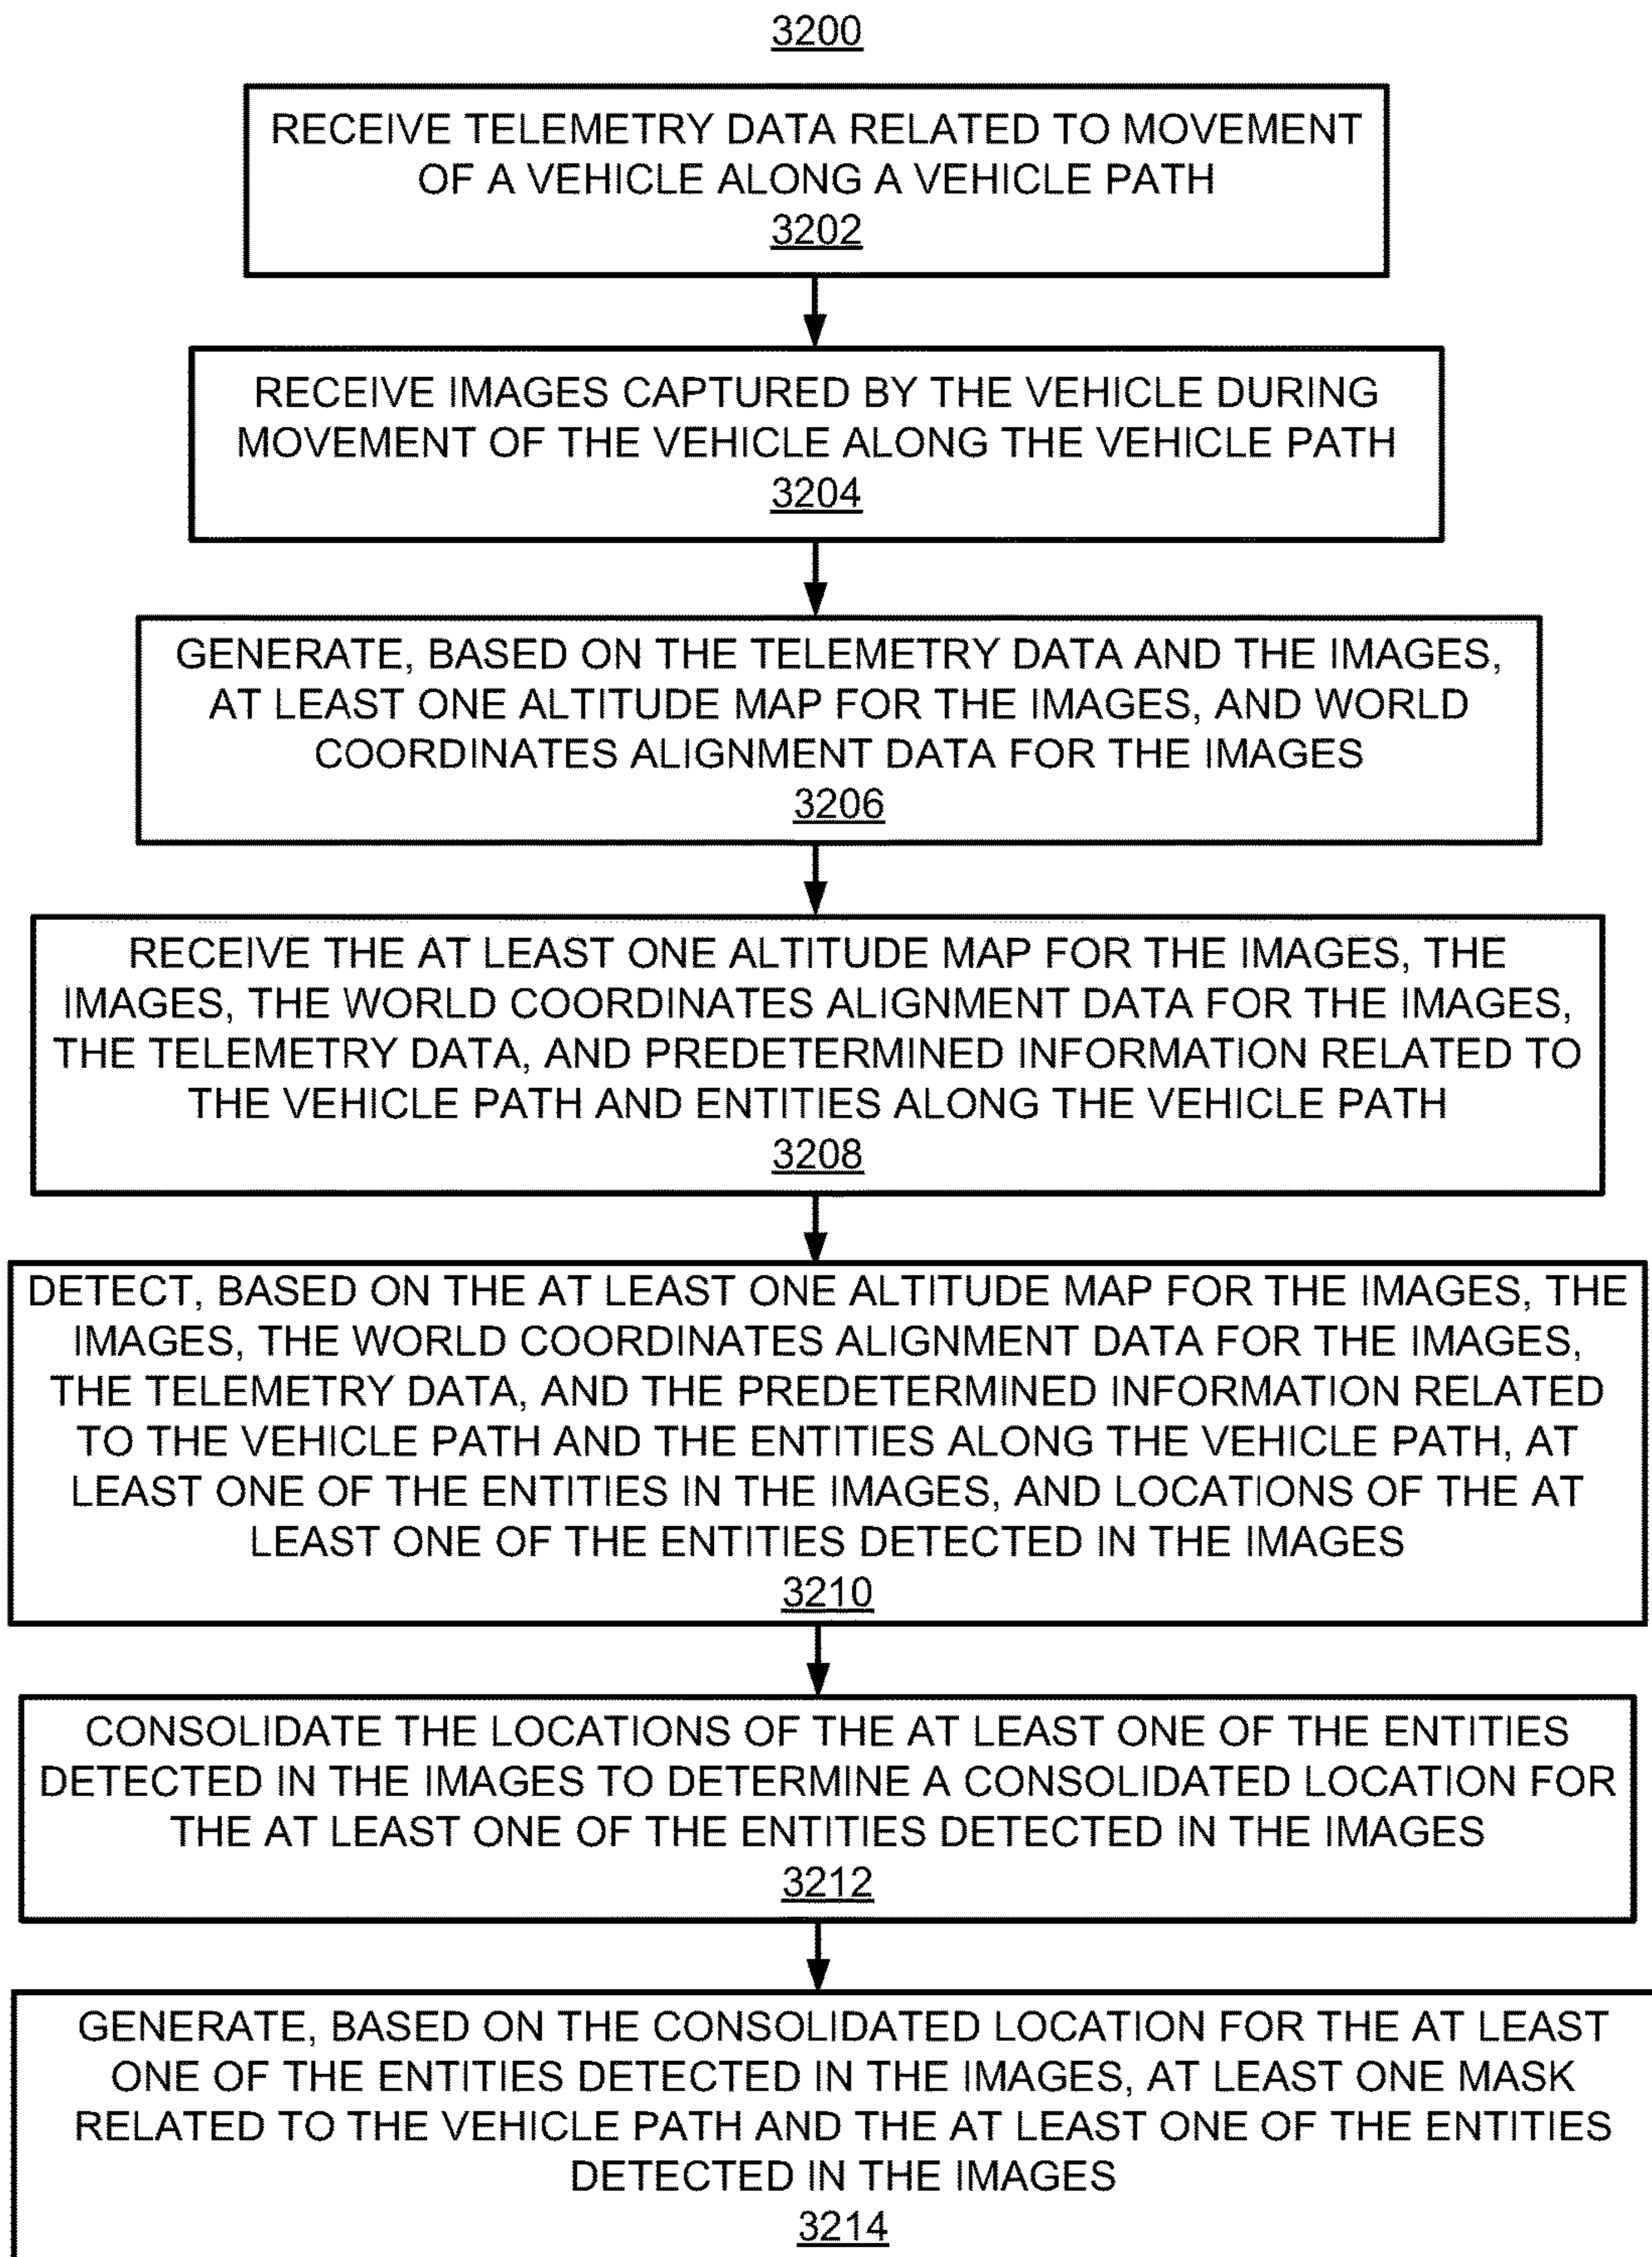 3200
RECEIVE TELEMETRY DATA RELATED TO MOVEMENT
OF A VEHICLE ALONG A VEHICLE PATH
3202
RECEIVE IMAGES CAPTURED BY THE VEHICLE DURING
MOVEMENT OF THE VEHICLE ALONG THE VEHICLE PATH
3204
GENERATE, BASED ON THE TELEMETRY DATA AND THE IMAGES,
AT LEAST ONE ALTITUDE MAP FOR THE IMAGES, AND WORLD
COORDINATES ALIGNMENT DATA FOR THE IMAGES
3206
RECEIVE THE AT LEAST ONE ALTITUDE MAP FOR THE IMAGES, THE
IMAGES, THE WORLD COORDINATES ALIGNMENT DATA FOR THE IMAGES,
THE TELEMETRY DATA, AND PREDETERMINED INFORMATION RELATED TO
THE VEHICLE PATH AND ENTITIES ALONG THE VEHICLE PATH
3208
DETECT, BASED ON THE AT LEAST ONE ALTITUDE MAP FOR THE IMAGES, THE
IMAGES, THE WORLD COORDINATES ALIGNMENT DATA FOR THE IMAGES,
THE TELEMETRY DATA, AND THE PREDETERMINED INFORMATION RELATED
TO THE VEHICLE PATH AND THE ENTITIES ALONG THE VEHICLE PATH, AT
LEAST ONE OF THE ENTITIES IN THE IMAGES, AND LOCATIONS OF THE AT
LEAST ONE OF THE ENTITIES DETECTED IN THE IMAGES
3210
CONSOLIDATE THE LOCATIONS OF THE AT LEAST ONE OF THE ENTITIES
DETECTED IN THE IMAGES TO DETERMINE A CONSOLIDATED LOCATION FOR
THE AT LEAST ONE OF THE ENTITIES DETECTED IN THE IMAGES
3212
GENERATE, BASED ON THE CONSOLIDATED LOCATION FOR THE AT LEAST
ONE OF THE ENTITIES DETECTED IN THE IMAGES, AT LEAST ONE MASK
RELATED TO THE VEHICLE PATH AND THE AT LEAST ONE OF THE ENTITIES
DETECTED IN THE IMAGES
3214